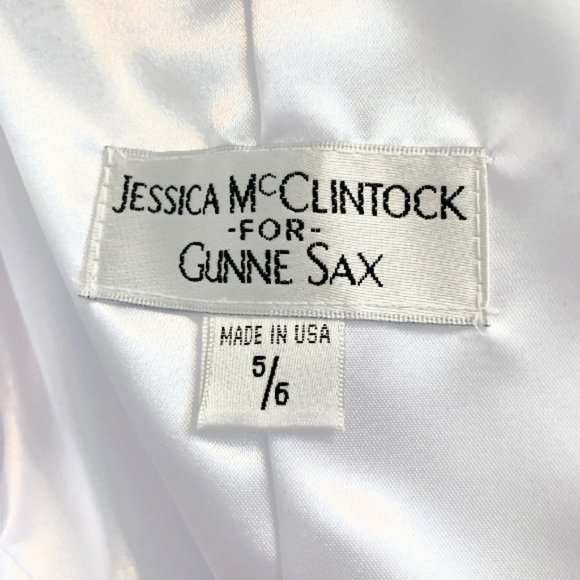 JESSICA McCLINTOCK
-FOR-
GUNNE SAX
MADE IN USA
5/6